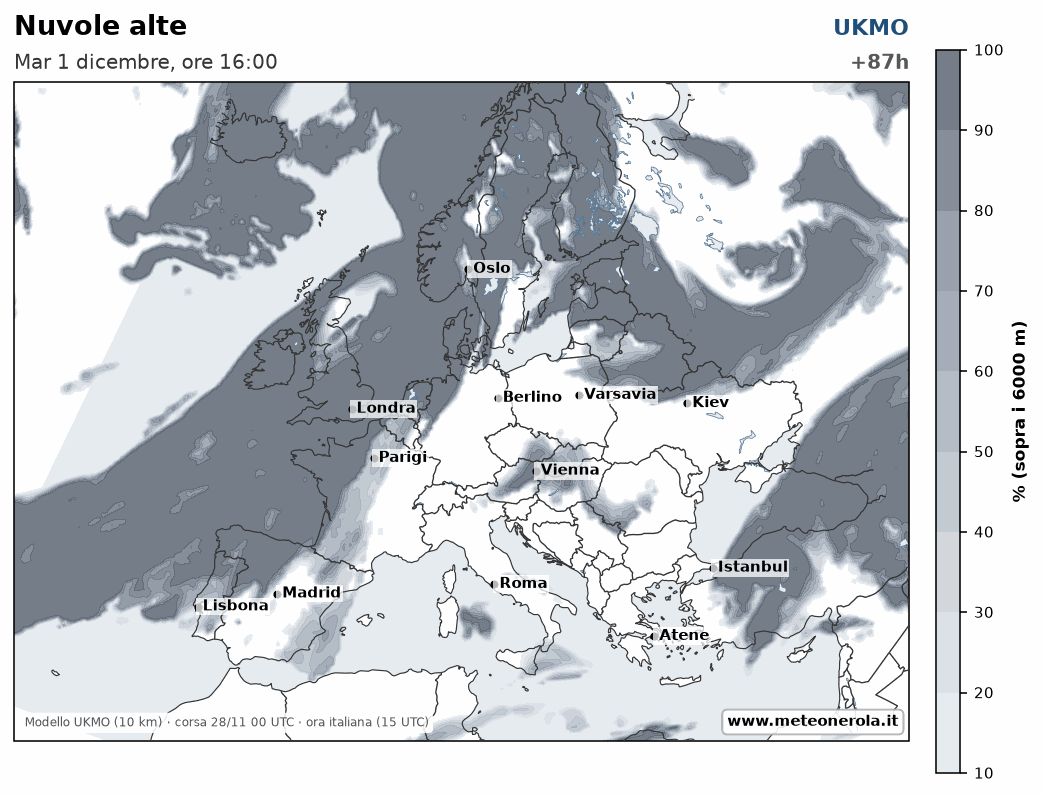 Nuvole alte
UKMO
Mar 1 dicembre, ore 16:00
+87h
100
90
80
70
60
50
40
30
20
10
% (sopra i 6000 m)
Oslo
Londra
Berlino
Varsavia
Kiev
Parigi
Vienna
Istanbul
Madrid
Roma
Lisbona
Atene
Modello UKMO (10 km) · corsa 28/11 00 UTC · ora italiana (15 UTC)
www.meteonerola.it